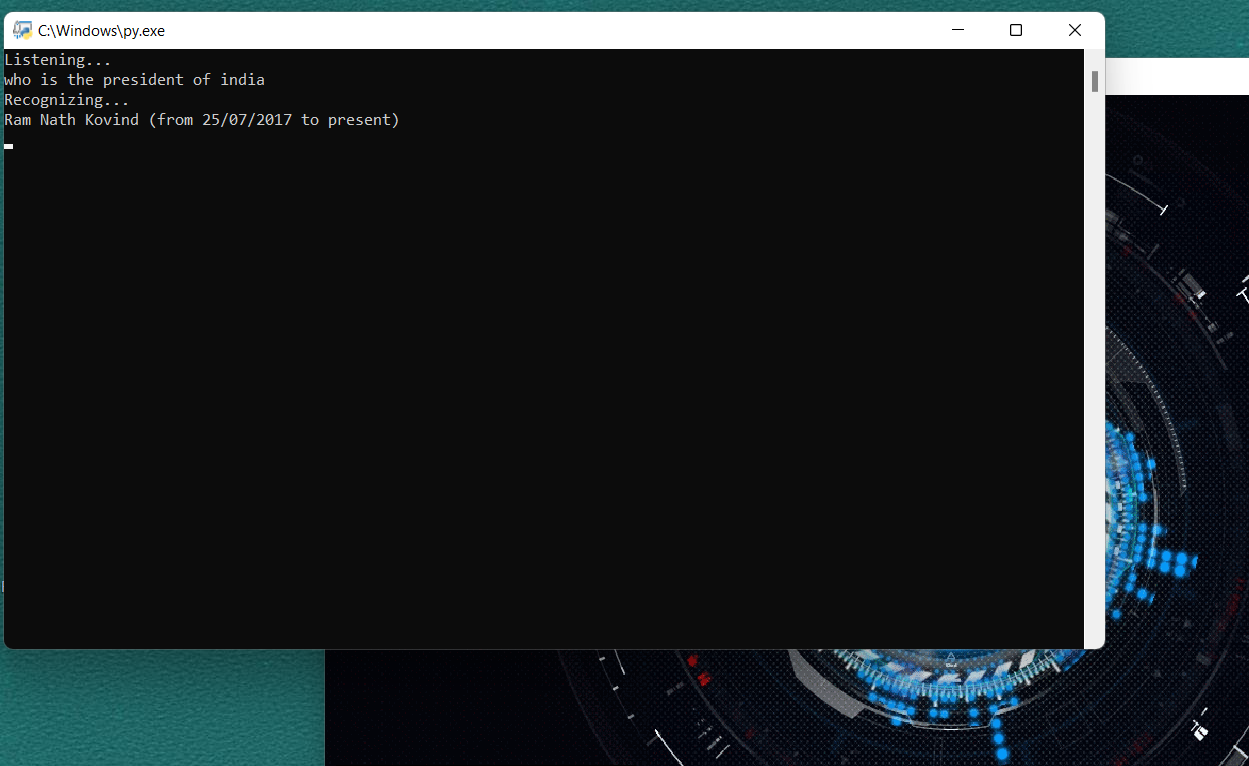 C:\Windows\py.exe
Listening...
who is the president of india
Recognizing...
Ram Nath Kovind (from 25/07/2017 to present)